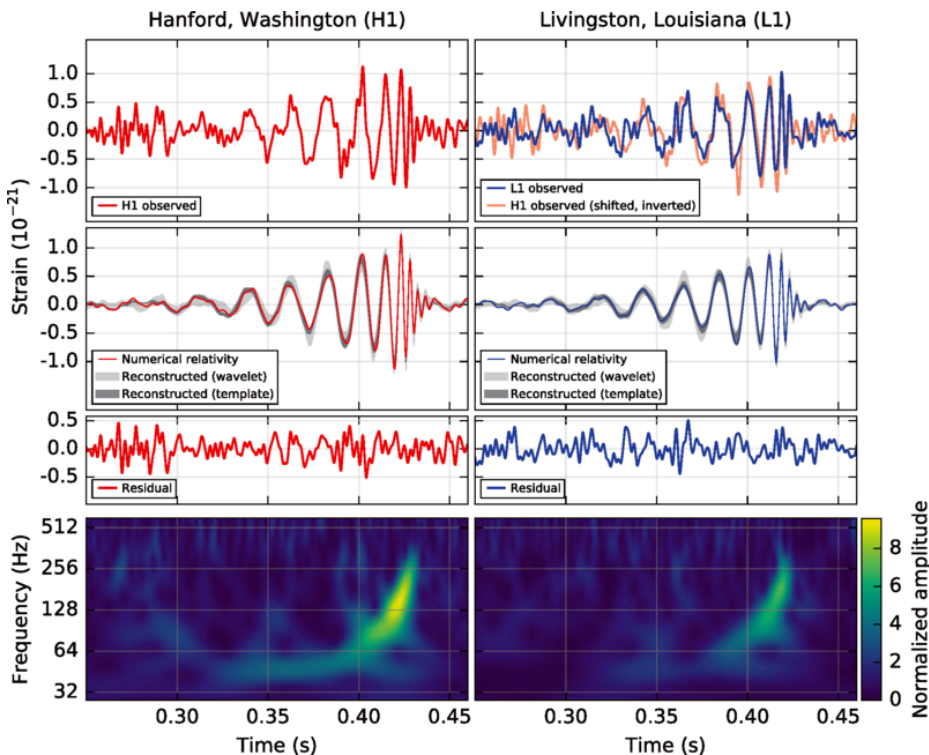 Hanford, Washington (H1)
Livingston, Louisiana (L1)
Strain (10⁻²¹)
1.0
0.5
0.0
-0.5
-1.0
H1 observed
L1 observed
H1 observed (shifted, inverted)
1.0
0.5
0.0
-0.5
-1.0
Numerical relativity
Reconstructed (wavelet)
Reconstructed (template)
Numerical relativity
Reconstructed (wavelet)
Reconstructed (template)
0.5
0.0
-0.5
Residual
Residual
Frequency (Hz)
512
256
128
64
32
0.30 0.35 0.40 0.45
Time (s)
0.30 0.35 0.40 0.45
Time (s)
8
6
4
2
0
Normalized amplitude